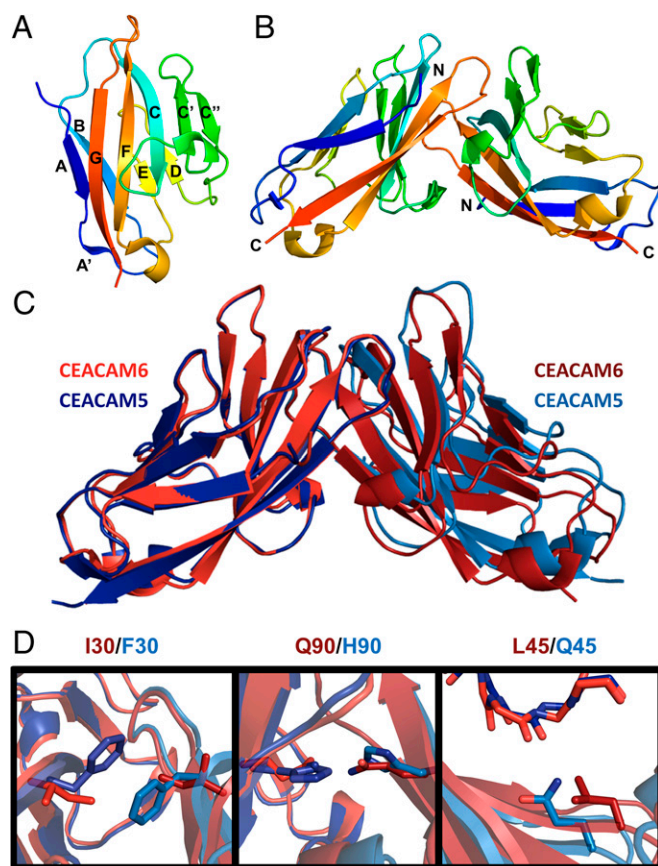 A
B
C
C'
C''
B
F
A
G
E
D
A'
B
N
N
N
C
C
C
CEACAM6
CEACAM5
CEACAM6
CEACAM5
D
I30/F30
Q90/H90
L45/Q45